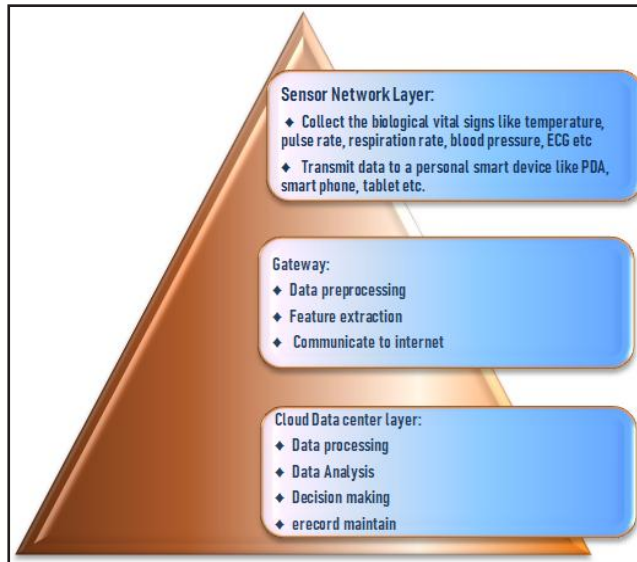 Sensor Network Layer:
◆ Collect the biological vital signs like temperature,
pulse rate, respiration rate, blood pressure, ECG etc
◆ Transmit data to a personal smart device like PDA,
smart phone, tablet etc.
Gateway:
◆ Data preprocessing
◆ Feature extraction
◆ Communicate to internet
Cloud Data center layer:
◆ Data processing
◆ Data Analysis
◆ Decision making
◆ erecord maintain